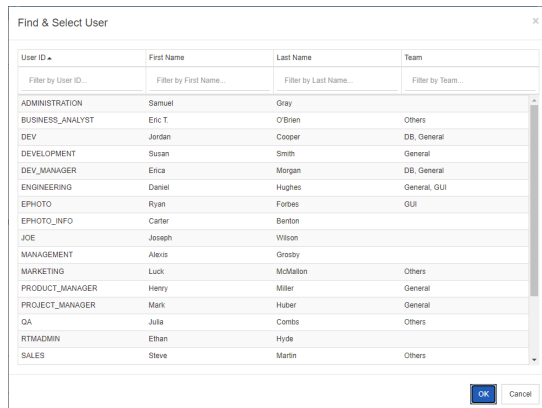 Find & Select User ×
User ID First Name Last Name Team
Filter by User ID... Filter by First Name... Filter by Last Name... Filter by Team...
ADMINISTRATION Samuel Gray
BUSINESS_ANALYST Eric T. O'Brien Others
DEV Jordan Cooper DB, General
DEVELOPMENT Susan Smith General
DEV_MANAGER Erica Morgan DB, General
ENGINEERING Daniel Hughes General, GUI
EPHOTO Ryan Forbes GUI
EPHOTO_INFO Carter Benton
JOE Joseph Wilson
MANAGEMENT Alexis Grosby
MARKETING Luck McMallon Others
PRODUCT_MANAGER Henry Miller General
PROJECT_MANAGER Mark Huber General
QA Julia Combs Others
RTMADMIN Ethan Hyde
SALES Steve Martin Others
OK Cancel